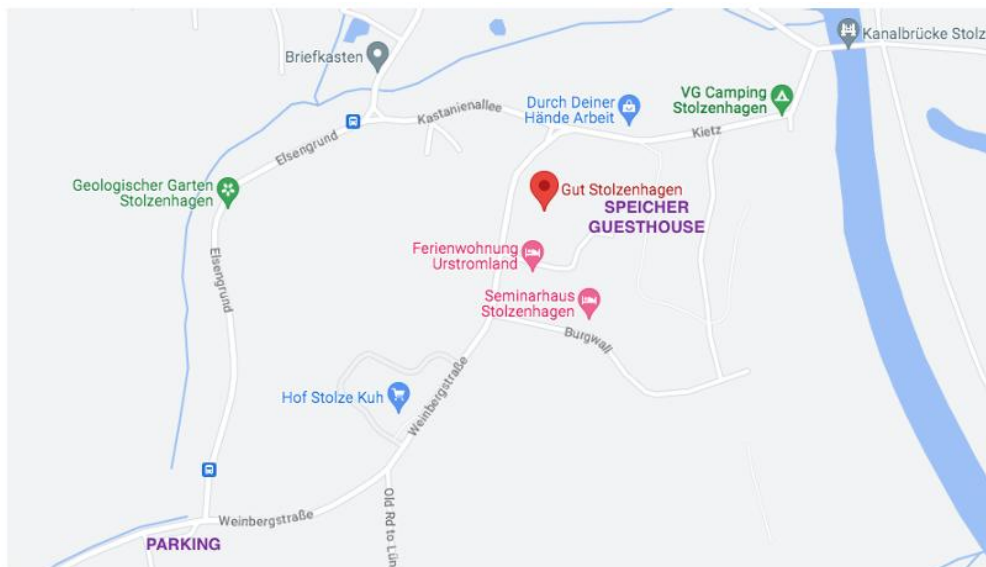 Kanalbrücke Stolz
Briefkasten
VG Camping
Stolzenhagen
Durch Deiner
Hände Arbeit
Kastanienallee
Kietz
Elsengrund
Geologischer Garten
Stolzenhagen
Gut Stolzenhagen
SPEICHER
GUESTHOUSE
Ferienwohnung
Urstromland
Elsengrund
Seminarhaus
Stolzenhagen
Burgwall
Hof Stolze Kuh
Weinbergstraße
Weinbergstraße
Old Rd to Lün
PARKING